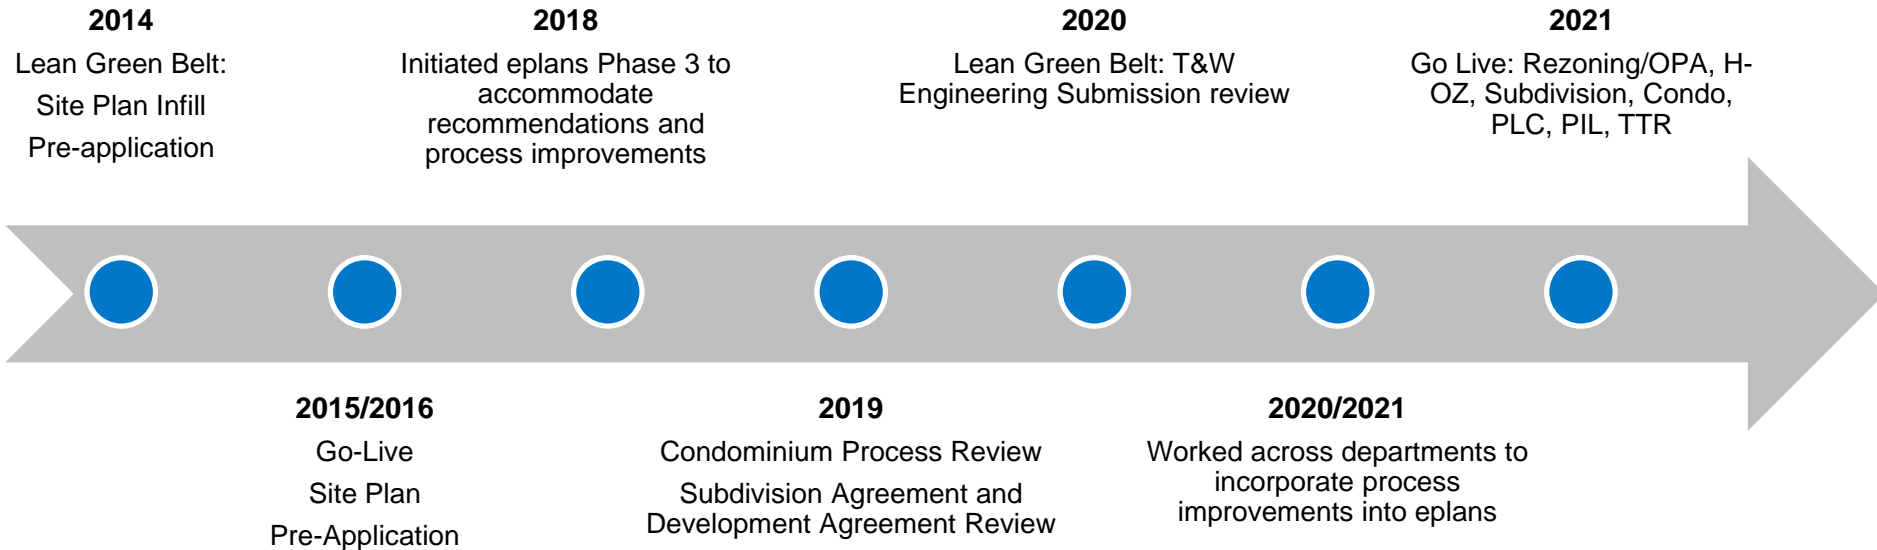 2014
Lean Green Belt:
Site Plan Infill
Pre-application
2018
Initiated eplans Phase 3 to
accommodate
recommendations and
process improvements
2020
Lean Green Belt: T&W
Engineering Submission review
2021
Go Live: Rezoning/OPA, H-
OZ, Subdivision, Condo,
PLC, PIL, TTR
2015/2016
Go-Live
Site Plan
Pre-Application
2019
Condominium Process Review
Subdivision Agreement and
Development Agreement Review
2020/2021
Worked across departments to
incorporate process
improvements into eplans